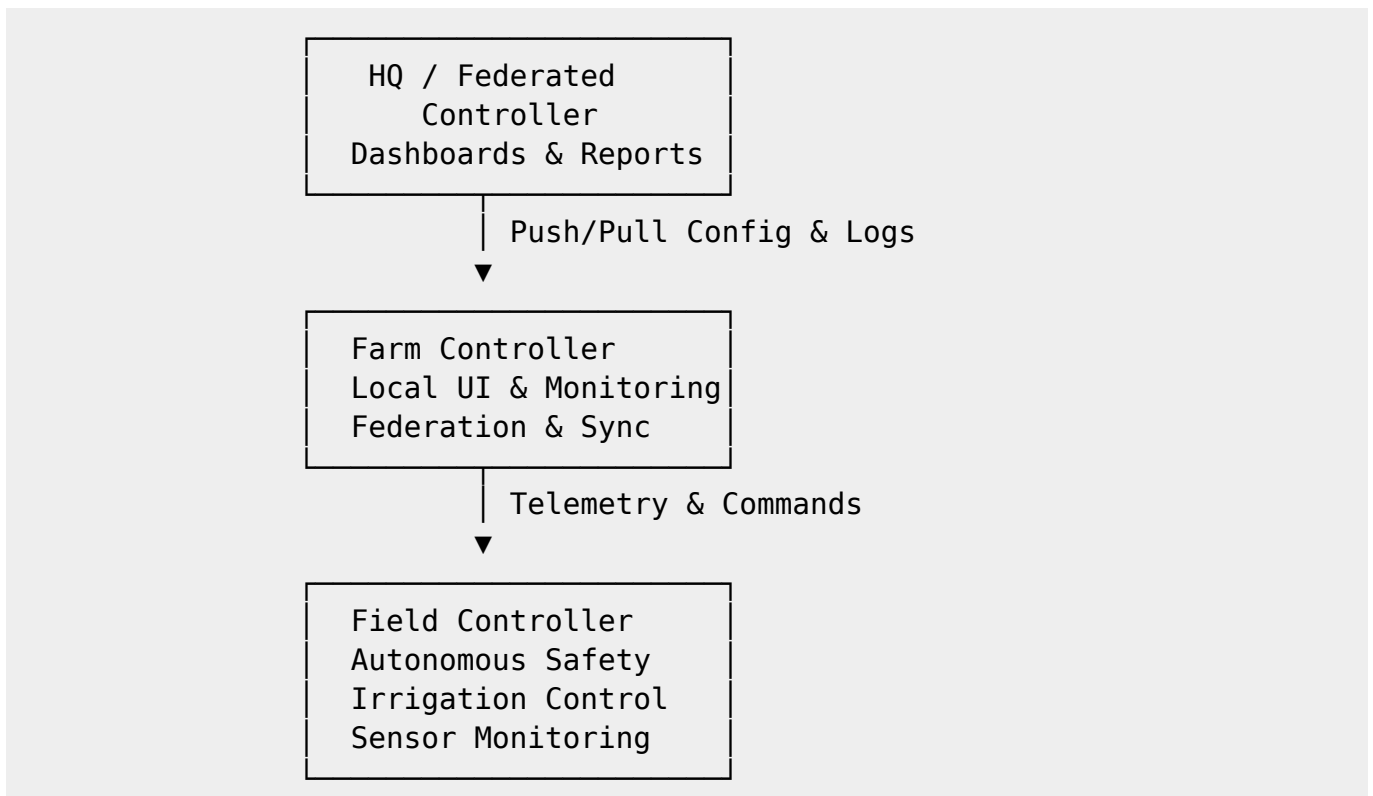 HQ / Federated
Controller
Dashboards & Reports
Push/Pull Config & Logs
Farm Controller
Local UI & Monitoring
Federation & Sync
Telemetry & Commands
Field Controller
Autonomous Safety
Irrigation Control
Sensor Monitoring